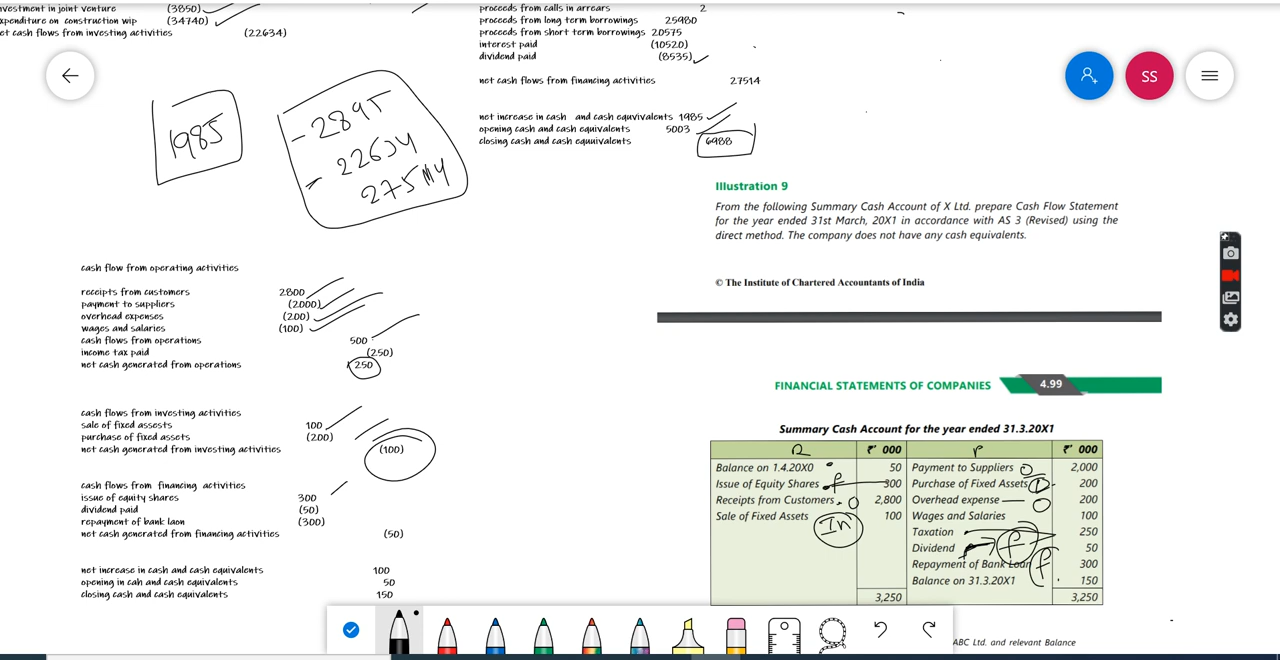 nvestment in joint venture (3850)
xpenditure on construction wip (34740)
et cash flows from investing activities (22634)
proceeds from calls in arrears 2
proceeds from long term borrowings 25980
proceeds from short term borrowings 20575
interest paid (10520)
dividend paid (8535)
net cash flows from financing activities 27514
net increase in cash and cash equvivalents 1985
opening cash and cash equivalents 5003
closing cash and cash equuivalents 6988
SS
1985
- 2895
- 22634
Illustration 9
From the following Summary Cash Account of X Ltd. prepare Cash Flow Statement
for the year ended 31st March, 20X1 in accordance with AS 3 (Revised) using the
direct method. The company does not have any cash equivalents.
© The Institute of Chartered Accountants of India
cash flow from operating activities
receipts from customers 2800
payment to suppliers (2000)
overhead expenses (200)
wages and salaries (100)
cash flows from operations 500
income tax paid (250)
net cash generated from operations 250
cash flows from investing activities
sale of fixed assests 100
purchase of fixed assets (200)
net cash generated from investing activities (100)
cash flows from financing activities
issue of equity shares 300
dividend paid (50)
repayment of bank laon (300)
net cash generated from financing activities (50)
net increase in cash and cash equivalents 100
opening in cah and cash equivalents 50
closing cash and cash equivalents 150
FINANCIAL STATEMENTS OF COMPANIES 4.99
Summary Cash Account for the year ended 31.3.20X1
R ₹' 000 P ₹' 000
Balance on 1.4.20X0 50 Payment to Suppliers O 2,000
Issue of Equity Shares f 300 Purchase of Fixed Assets 200
Receipts from Customers O 2,800 Overhead expense O 200
Sale of Fixed Assets In 100 Wages and Salaries 100
Taxation 250
Dividend f 50
Repayment of Bank Loan f 300
Balance on 31.3.20X1 150
3,250 3,250
ABC Ltd. and relevant Balance